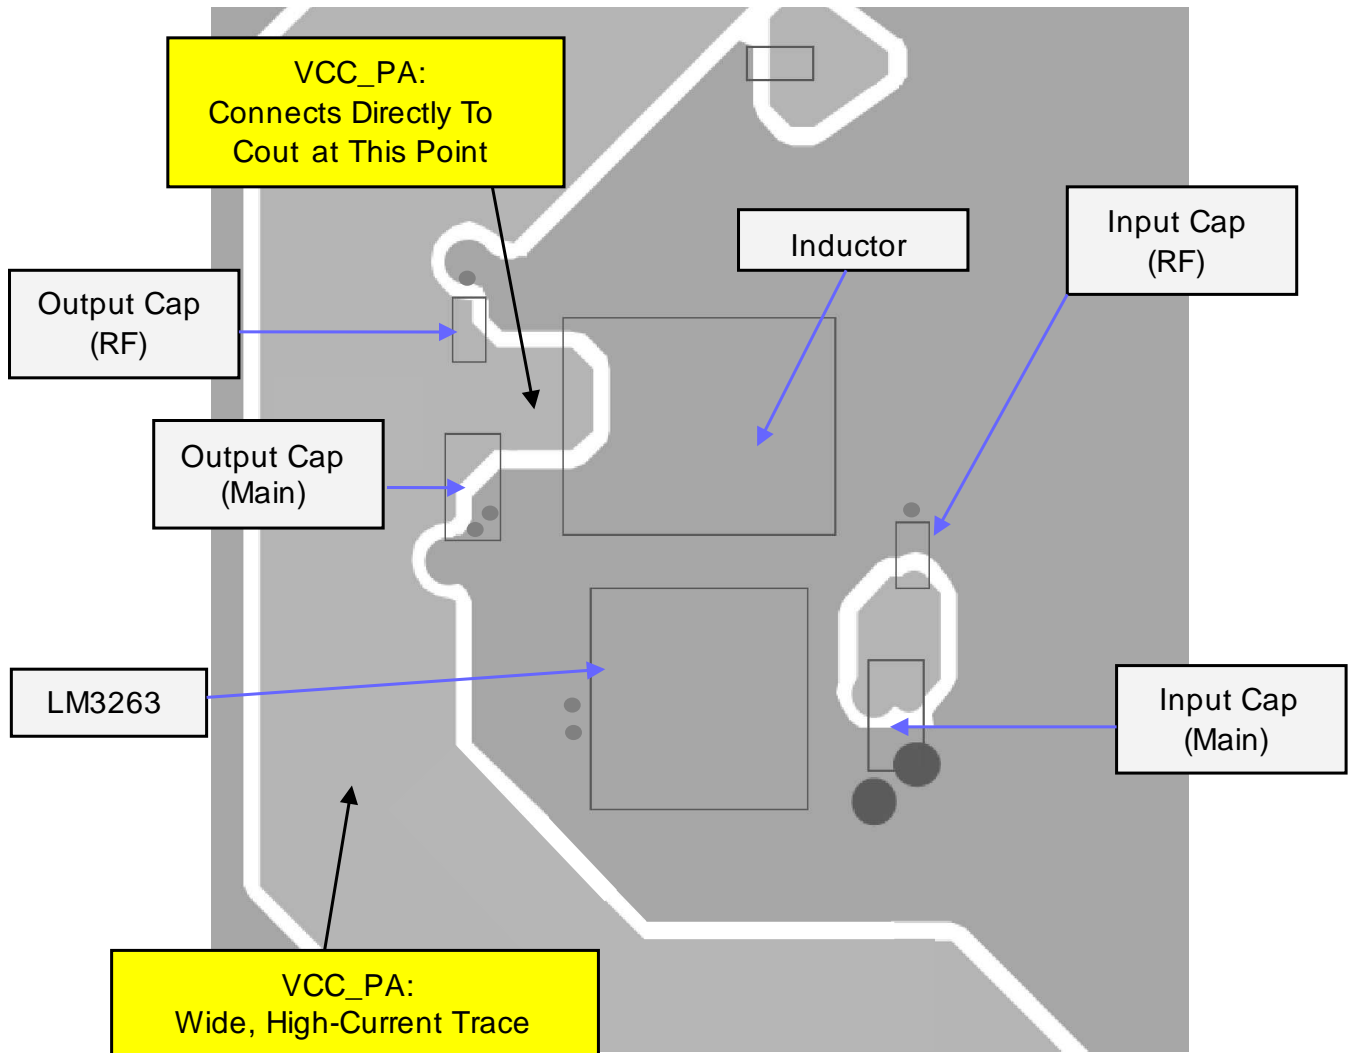 VCC_PA:
Connects Directly To
Cout at This Point
Inductor
Input Cap
(RF)
Output Cap
(RF)
Output Cap
(Main)
LM3263
Input Cap
(Main)
VCC_PA:
Wide, High-Current Trace